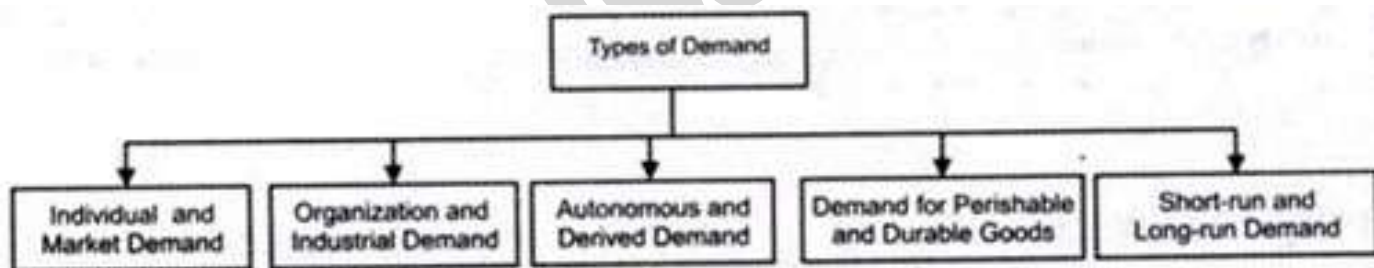 Types of Demand
Individual and
Market Demand
Organization and
Industrial Demand
Autonomous and
Derived Demand
Demand for Perishable
and Durable Goods
Short-run and
Long-run Demand